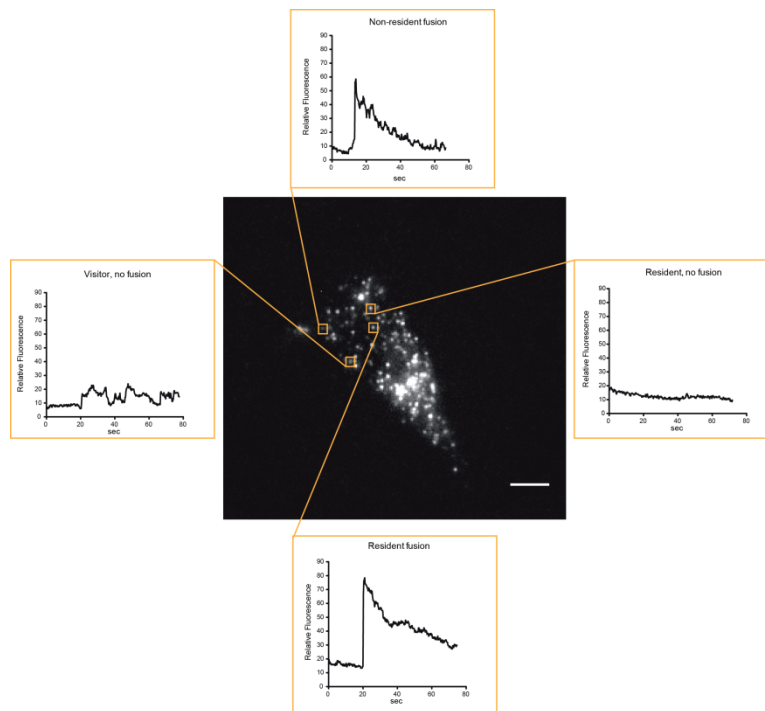 Non-resident fusion
90
80
70
60
50
40
30
20
10
0
Relative Fluorescence
0 20 40 60 80
sec
Visitor, no fusion
90
80
70
60
50
40
30
20
10
0
Relative Fluorescence
0 20 40 60 80
sec
Resident, no fusion
90
80
70
60
50
40
30
20
10
0
Relative Fluorescence
0 20 40 60 80
sec
Resident fusion
90
80
70
60
50
40
30
20
10
0
Relative Fluorescence
0 20 40 60 80
sec